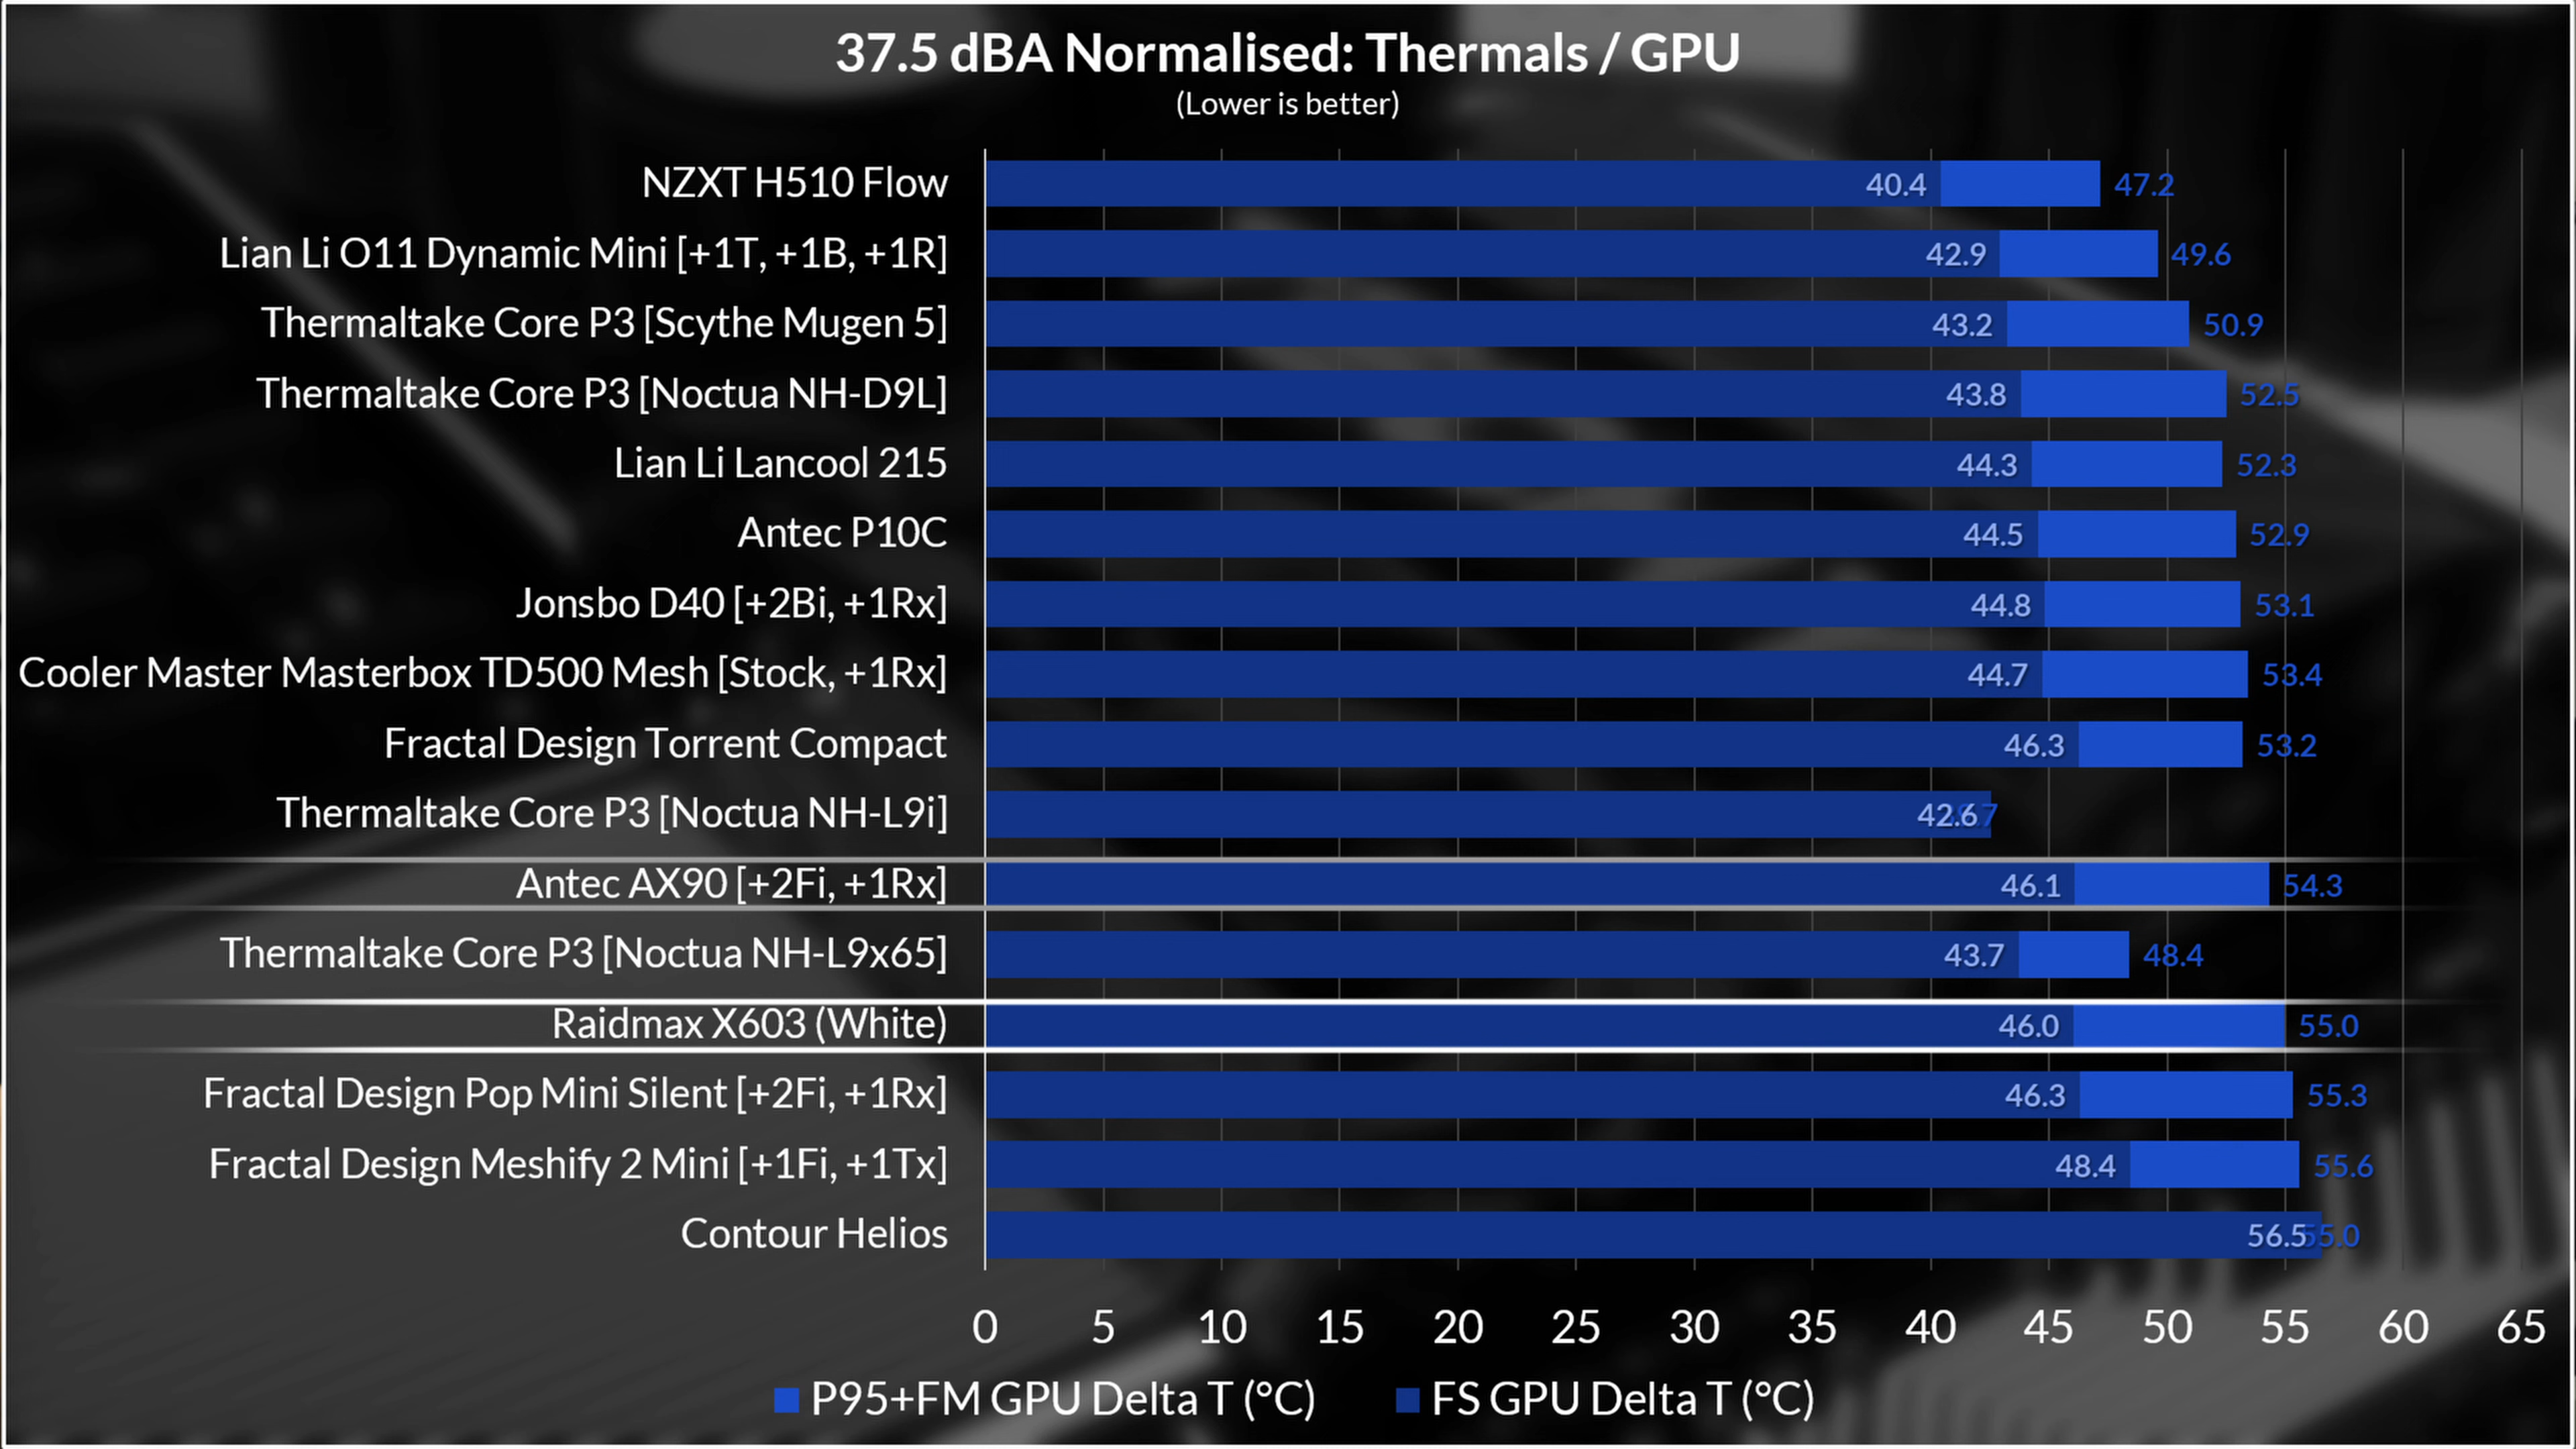 37.5 dBA Normalised: Thermals / GPU
(Lower is better)
NZXT H510 Flow 40.4 47.2
Lian Li O11 Dynamic Mini [+1T, +1B, +1R] 42.9 49.6
Thermaltake Core P3 [Scythe Mugen 5] 43.2 50.9
Thermaltake Core P3 [Noctua NH-D9L] 43.8 52.5
Lian Li Lancool 215 44.3 52.3
Antec P10C 44.5 52.9
Jonsbo D40 [+2Bi, +1Rx] 44.8 53.1
Cooler Master Masterbox TD500 Mesh [Stock, +1Rx] 44.7 53.4
Fractal Design Torrent Compact 46.3 53.2
Thermaltake Core P3 [Noctua NH-L9i] 42.6
Antec AX90 [+2Fi, +1Rx] 46.1 54.3
Thermaltake Core P3 [Noctua NH-L9x65] 43.7 48.4
Raidmax X603 (White) 46.0 55.0
Fractal Design Pop Mini Silent [+2Fi, +1Rx] 46.3 55.3
Fractal Design Meshify 2 Mini [+1Fi, +1Tx] 48.4 55.6
Contour Helios 56.5 55.0
0 5 10 15 20 25 30 35 40 45 50 55 60 65
P95+FM GPU Delta T (°C) FS GPU Delta T (°C)